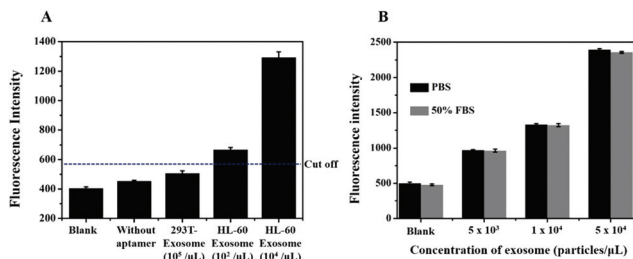 A
Fluorescence Intensity
1400
1200
1000
800
600
400
200
Cut off
Blank
Without aptamer
293T- Exosome (10⁵ /μL)
HL-60 Exosome (10² /μL)
HL-60 Exosome (10⁴ /μL)
B
Fluorescence intensity
2500
2000
1500
1000
500
0
PBS
50% FBS
Blank
5 x 10³
1 x 10⁴
5 x 10⁴
Concentration of exosome (particles/μL)